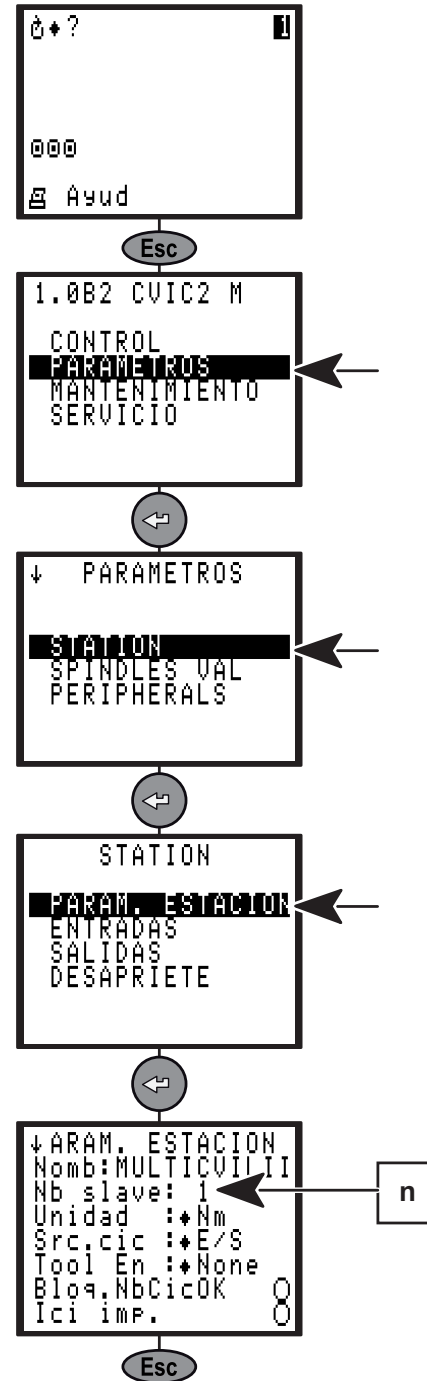 ? 1
000
Ayud
Esc
1.0B2 CVIC2 M
CONTROL
PARAMETROS
MANTENIMIENTO
SERVICIO
↓ PARAMETROS
STATION
SPINDLES VAL
PERIPHERALS
STATION
PARAM. ESTACION
ENTRADAS
SALIDAS
DESAPRIETE
↓ARAM. ESTACION
Nomb:MULTICVILII
Nb slave: 1
n
Unidad :♦Nm
Src.cic :♦E/S
Tool En :♦None
Bloq.NbCicOK
Ici imp.
Esc